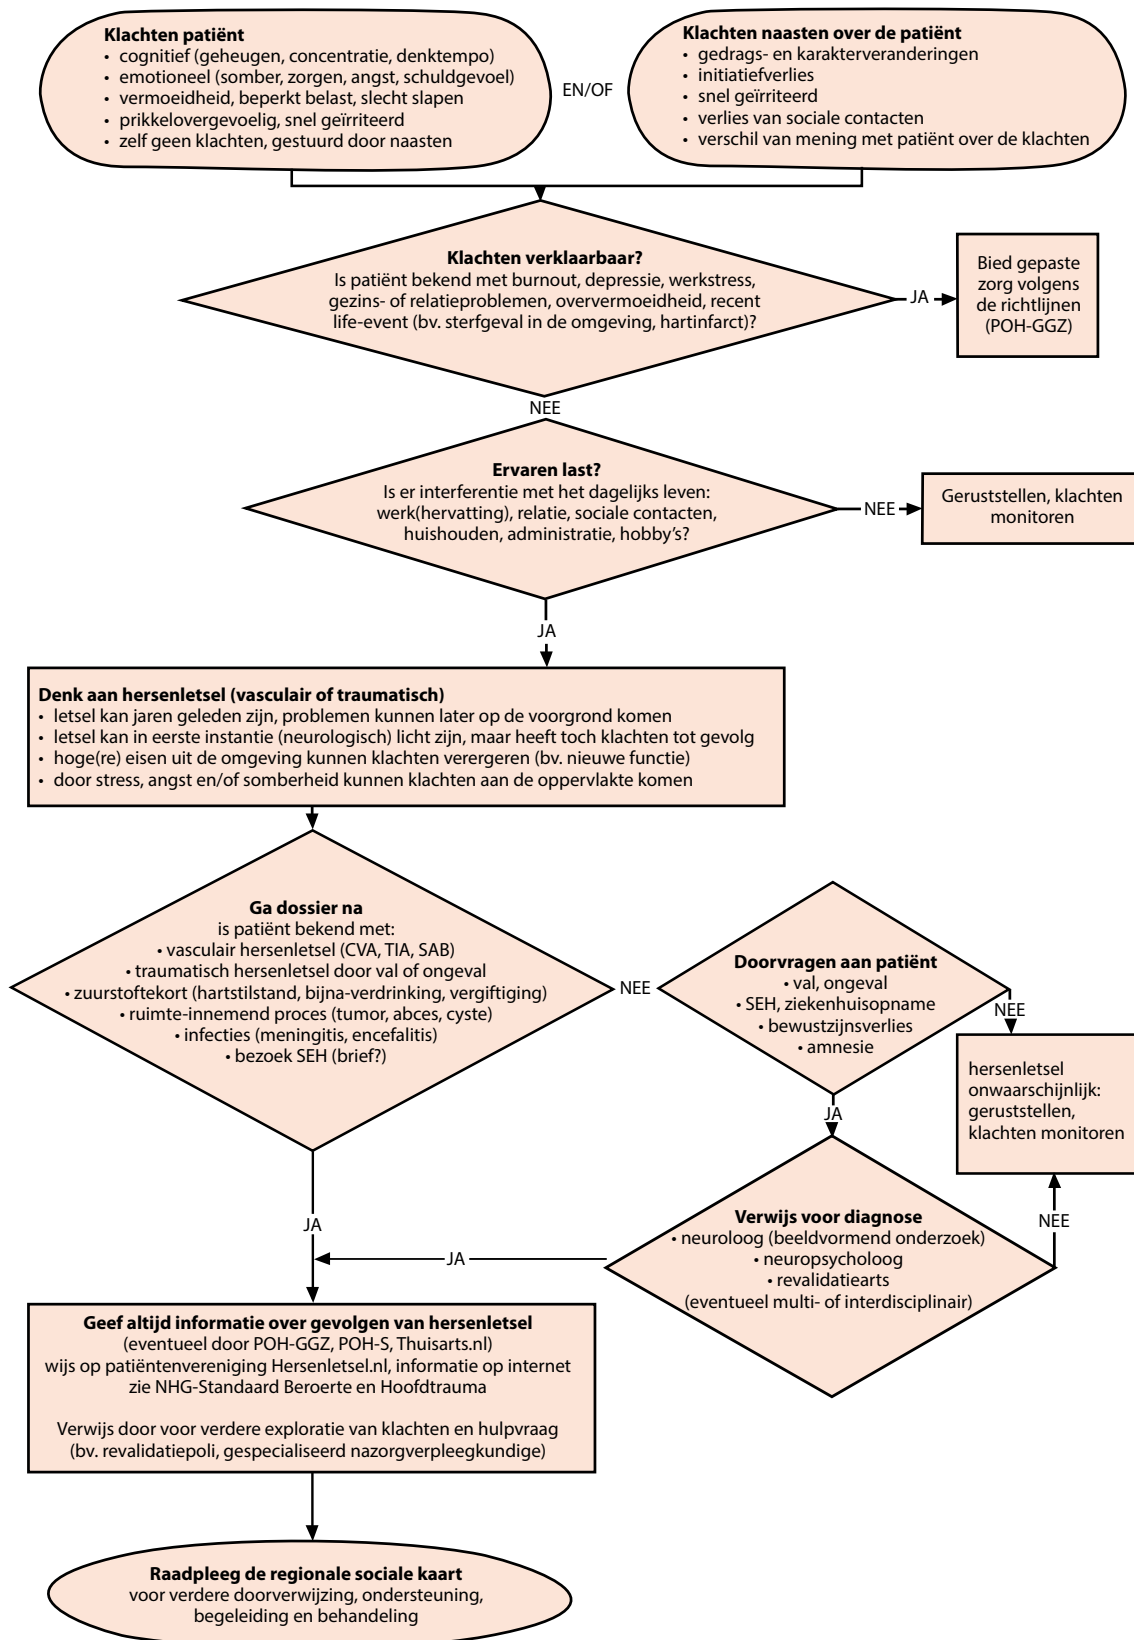 Klachten patiënt
• cognitief (geheugen, concentratie, denktempo)
• emotioneel (somber, zorgen, angst, schuldgevoel)
• vermoeidheid, beperkt belast, slecht slapen
• prikkelovergevoelig, snel geïrriteerd
• zelf geen klachten, gestuurd door naasten
EN/OF
Klachten naasten over de patiënt
• gedrags- en karakterveranderingen
• initiatiefverlies
• snel geïrriteerd
• verlies van sociale contacten
• verschil van mening met patiënt over de klachten
Klachten verklaarbaar?
Is patiënt bekend met burnout, depressie, werkstress,
gezins- of relatieproblemen, oververmoeidheid, recent
life-event (bv. sterfgeval in de omgeving, hartinfarct)?
JA
Bied gepaste
zorg volgens
de richtlijnen
(POH-GGZ)
NEE
Ervaren last?
Is er interferentie met het dagelijks leven:
werk(hervatting), relatie, sociale contacten,
huishouden, administratie, hobby's?
NEE
Geruststellen, klachten
monitoren
JA
Denk aan hersenletsel (vasculair of traumatisch)
• letsel kan jaren geleden zijn, problemen kunnen later op de voorgrond komen
• letsel kan in eerste instantie (neurologisch) licht zijn, maar heeft toch klachten tot gevolg
• hoge(re) eisen uit de omgeving kunnen klachten verergeren (bv. nieuwe functie)
• door stress, angst en/of somberheid kunnen klachten aan de oppervlakte komen
Ga dossier na
is patiënt bekend met:
• vasculair hersenletsel (CVA, TIA, SAB)
• traumatisch hersenletsel door val of ongeval
• zuurstoftekort (hartstilstand, bijna-verdrinking, vergiftiging)
• ruimte-innemend proces (tumor, abces, cyste)
• infecties (meningitis, encefalitis)
• bezoek SEH (brief?)
NEE
Doorvragen aan patiënt
• val, ongeval
• SEH, ziekenhuisopname
• bewustzijnsverlies
• amnesie
NEE
hersenletsel
onwaarschijnlijk:
geruststellen,
klachten monitoren
JA
Verwijs voor diagnose
• neuroloog (beeldvormend onderzoek)
• neuropsycholoog
• revalidatiearts
(eventueel multi- of interdisciplinair)
NEE
JA
JA
Geef altijd informatie over gevolgen van hersenletsel
(eventueel door POH-GGZ, POH-S, Thuisarts.nl)
wijs op patiëntenvereniging Hersenletsel.nl, informatie op internet
zie NHG-Standaard Beroerte en Hoofdtrauma
Verwijs door voor verdere exploratie van klachten en hulpvraag
(bv. revalidatiepoli, gespecialiseerd nazorgverpleegkundige)
Raadpleeg de regionale sociale kaart
voor verdere doorverwijzing, ondersteuning,
begeleiding en behandeling